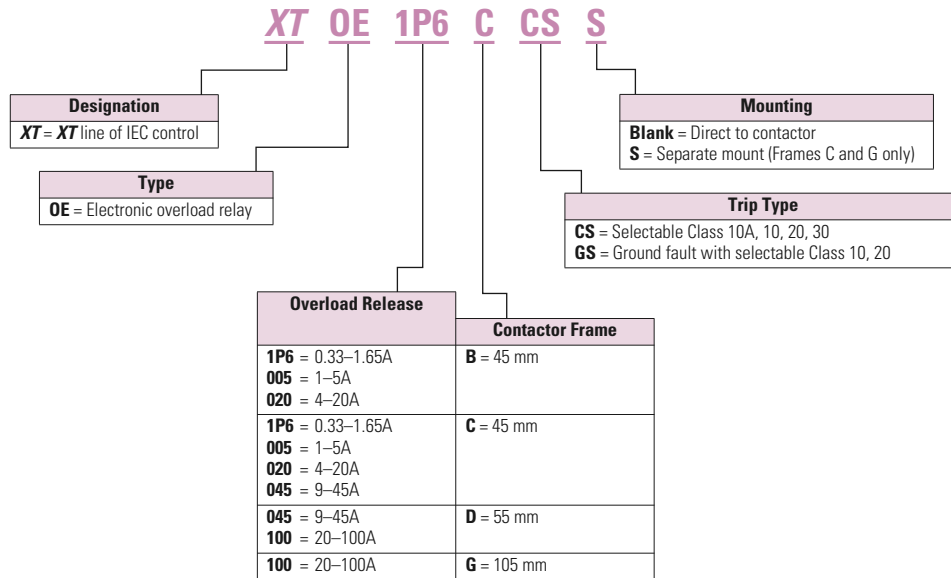 XT OE 1P6 C CS S
Designation
XT = XT line of IEC control
Type
OE = Electronic overload relay
Mounting
Blank = Direct to contactor
S = Separate mount (Frames C and G only)
Trip Type
CS = Selectable Class 10A, 10, 20, 30
GS = Ground fault with selectable Class 10, 20
Overload Release
Contactor Frame
1P6 = 0.33–1.65A
B = 45 mm
005 = 1–5A
020 = 4–20A
1P6 = 0.33–1.65A
C = 45 mm
005 = 1–5A
020 = 4–20A
045 = 9–45A
045 = 9–45A
D = 55 mm
100 = 20–100A
100 = 20–100A
G = 105 mm